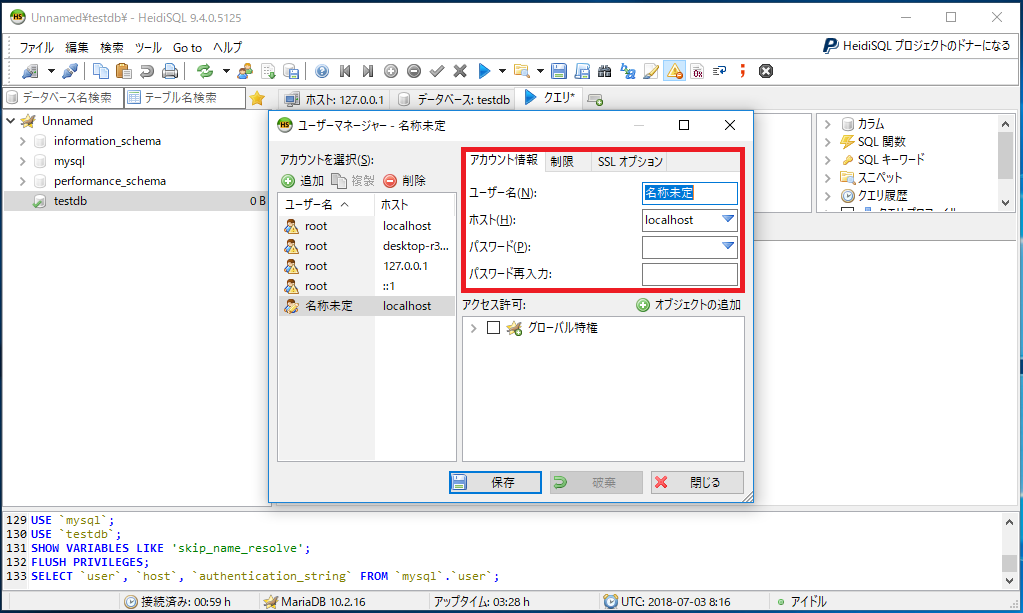 Unnamed¥testdb¥ - HeidiSQL 9.4.0.5125
ファイル 編集 検索 ツール Go to ヘルプ
HeidiSQL プロジェクトのドナーになる
データベース名検索 テーブル名検索 ホスト: 127.0.0.1 データベース: testdb クエリ*
Unnamed
information_schema
mysql
performance_schema
testdb 0 B
カラム
SQL 関数
SQL キーワード
スニペット
クエリ履歴
クエリプロファイル
ユーザーマネージャー - 名称未定
アカウントを選択(S):
追加 複製 削除
ユーザー名 ホスト
root localhost
root desktop-r3...
root 127.0.0.1
root ::1
名称未定 localhost
アカウント情報 制限 SSL オプション
ユーザー名(N): 名称未定
ホスト(H): localhost
パスワード(P):
パスワード再入力:
アクセス許可: オブジェクトの追加
グローバル特権
保存 破棄 閉じる
129 USE `mysql`;
130 USE `testdb`;
131 SHOW VARIABLES LIKE 'skip_name_resolve';
132 FLUSH PRIVILEGES;
133 SELECT `user`, `host`, `authentication_string` FROM `mysql`.`user`;
接続済み: 00:59 h MariaDB 10.2.16 アップタイム: 03:28 h UTC: 2018-07-03 8:16 アイドル